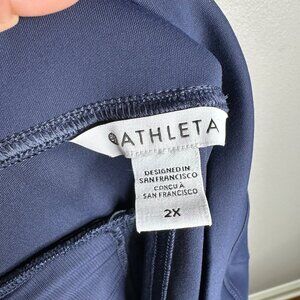 ATHLETA
DESIGNED IN
SAN FRANCISCO
CONÇU À
SAN FRANCISCO
2X